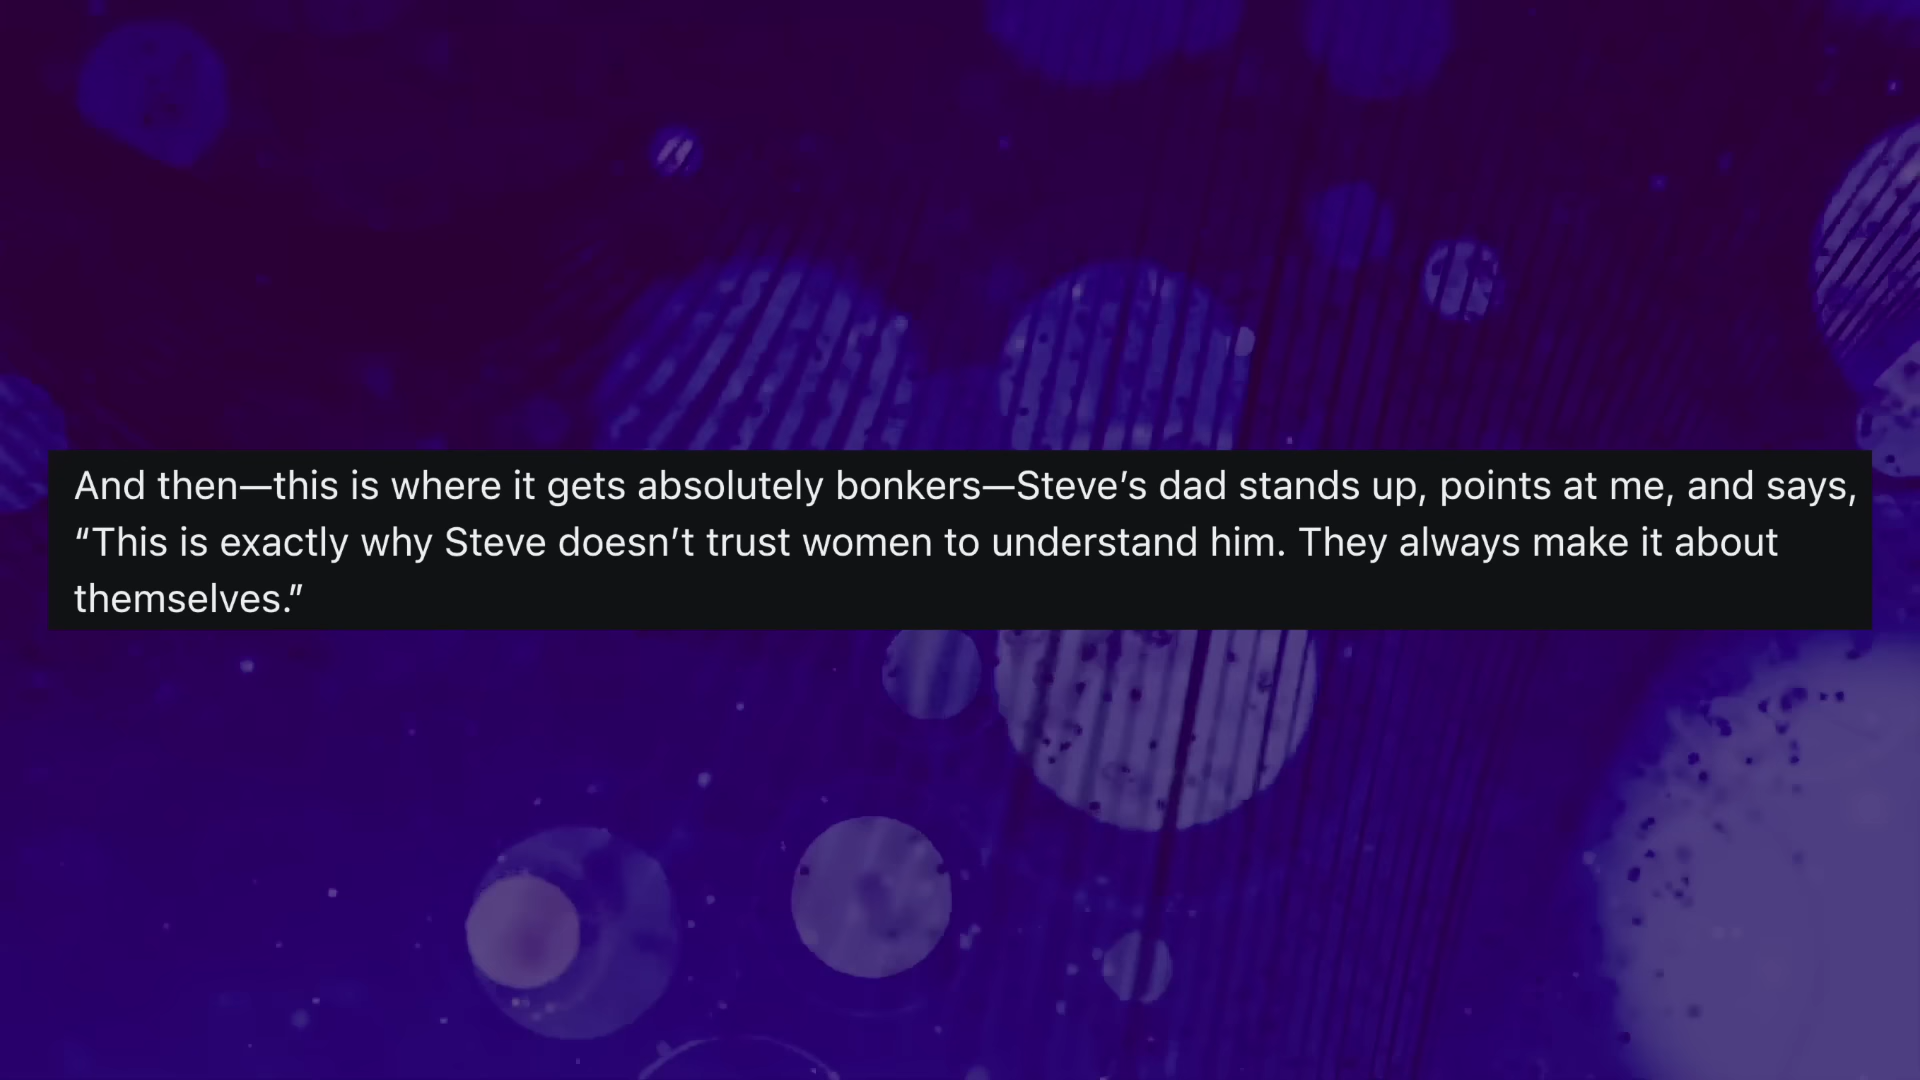 And then—this is where it gets absolutely bonkers—Steve’s dad stands up, points at me, and says,
“This is exactly why Steve doesn’t trust women to understand him. They always make it about
themselves.”